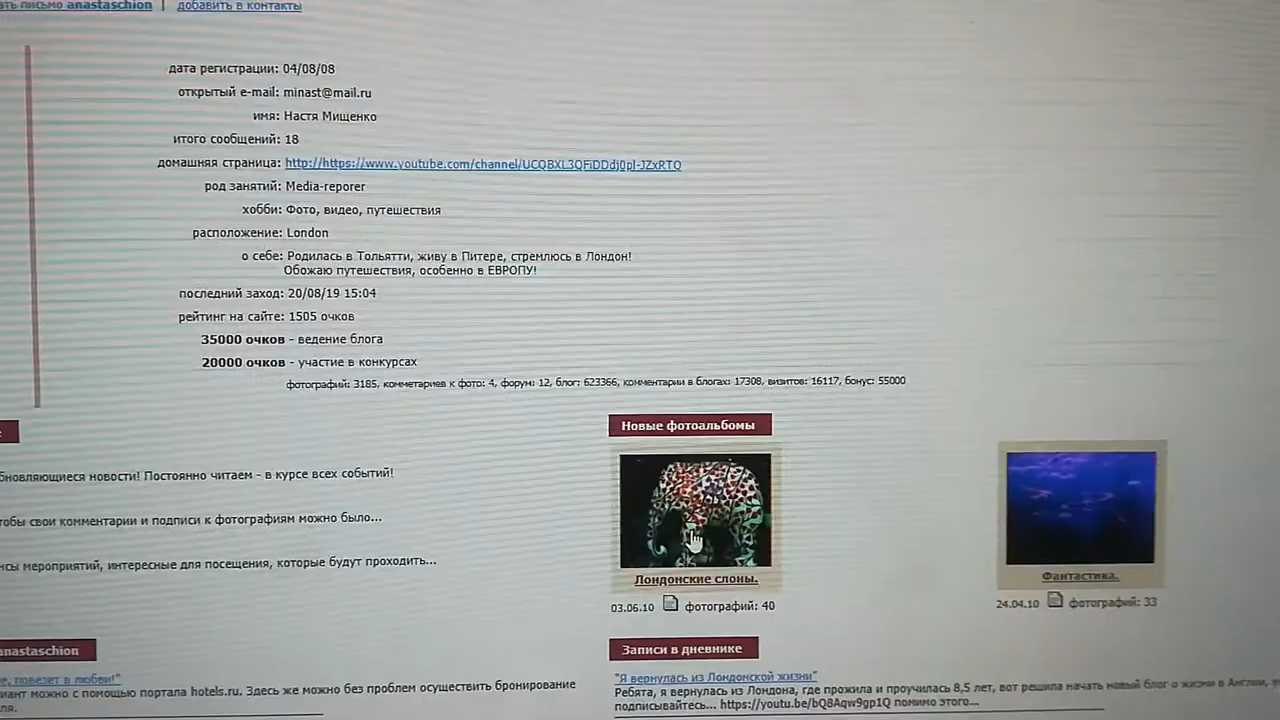 ть письмо anastaschion | добавить в контакты
дата регистрации: 04/08/08
открытый e-mail: minast@mail.ru
имя: Настя Мищенко
итого сообщений: 18
домашняя страница: http://https://www.youtube.com/channel/UCQBXL3QFiDDdj0pl-JZxRTQ
род занятий: Media-reporer
хобби: Фото, видео, путешествия
расположение: London
о себе: Родилась в Тольятти, живу в Питере, стремлюсь в Лондон!
Обожаю путешествия, особенно в ЕВРОПУ!
последний заход: 20/08/19 15:04
рейтинг на сайте: 1505 очков
35000 очков - ведение блога
20000 очков - участие в конкурсах
фотографий: 3185, комметариев к фото: 4, форум: 12, блог: 623366, комментарии в блогах: 17308, визитов: 16117, бонус: 55000
Новые фотоальбомы
бновляющиеся новости! Постоянно читаем - в курсе всех событий!
тобы свои комментарии и подписи к фотографиям можно было...
нсы мероприятий, интересные для посещения, которые будут проходить...
Лондонские слоны.
03.06.10 фотографий: 40
Фантастика.
24.04.10 фотографий: 33
anastaschion
е, повезет в любви!"
иант можно с помощью портала hotels.ru. Здесь же можно без проблем осуществить бронирование
ля.
Записи в дневнике
"Я вернулась из Лондонской жизни"
Ребята, я вернулась из Лондона, где прожила и проучилась 8,5 лет, вот решила начать новый блог о жизни в Англии,
подписывайтесь... https://youtu.be/bQ8Aqw9gp1Q помимо этого...